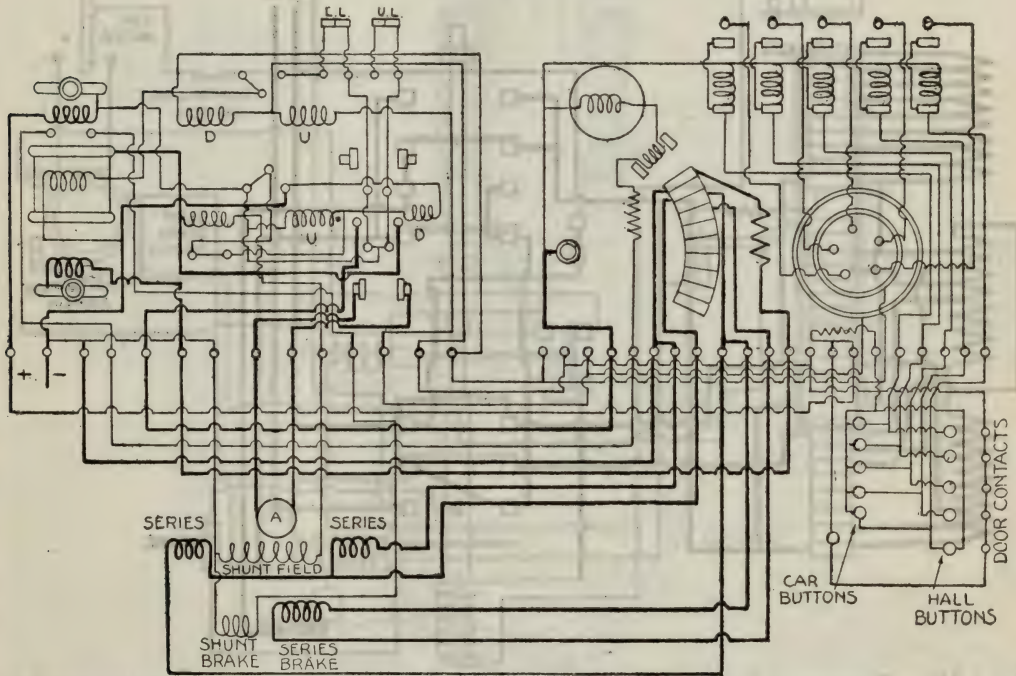 E.L. U.L.
D U
U D
+ -
A
SERIES SERIES
SHUNT FIELD
SHUNT
BRAKE
SERIES
BRAKE
CAR
BUTTONS
HALL
BUTTONS
DOOR CONTACTS